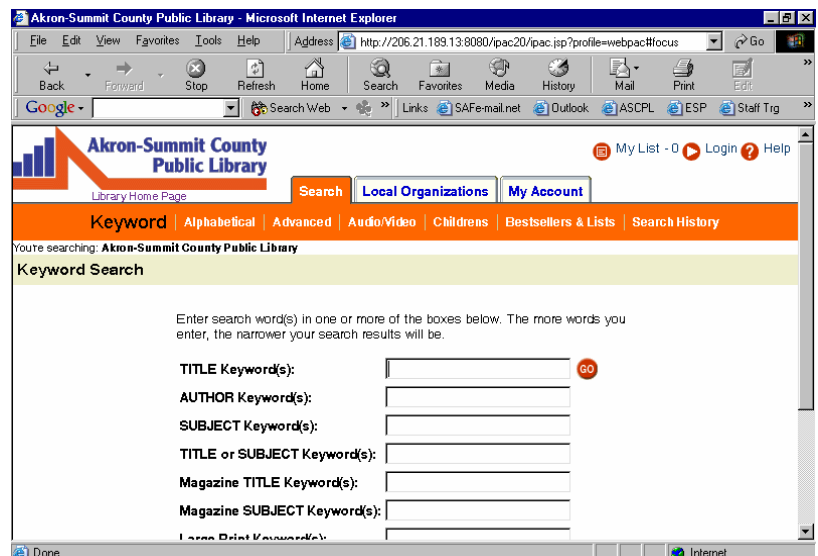 Akron-Summit County Public Library - Microsoft Internet Explorer
File Edit View Favorites Tools Help Address http://206.21.189.13:8080/ipac20/ipac.jsp?profile=webpac#focus Go
Back Forward Stop Refresh Home Search Favorites Media History Mail Print Edit »
Google Search Web » Links SAFe-mail.net Outlook ASCPL ESP Staff Trg »
Akron-Summit County
Public Library
My List - 0 Login ? Help
Library Home Page
Search Local Organizations My Account
Keyword | Alphabetical | Advanced | Audio/Video | Childrens | Bestsellers & Lists | Search History
You're searching: Akron-Summit County Public Library
Keyword Search
Enter search word(s) in one or more of the boxes below. The more words you
enter, the narrower your search results will be.
TITLE Keyword(s): GO
AUTHOR Keyword(s):
SUBJECT Keyword(s):
TITLE or SUBJECT Keyword(s):
Magazine TITLE Keyword(s):
Magazine SUBJECT Keyword(s):
Large Print Keyword(s):
Done Internet